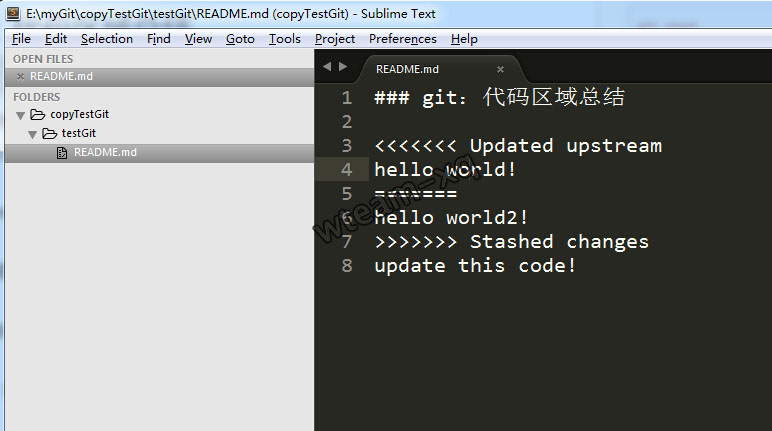 E:\myGit\copyTestGit\testGit\README.md (copyTestGit) - Sublime Text
File Edit Selection Find View Goto Tools Project Preferences Help
OPEN FILES
README.md
FOLDERS
copyTestGit
testGit
README.md
README.md
1 ### git：代码区域总结
2
3 <<<<<<< Updated upstream
4 hello world!
5 =======
6 hello world2!
7 >>>>>>> Stashed changes
8 update this code!
wteam-xq